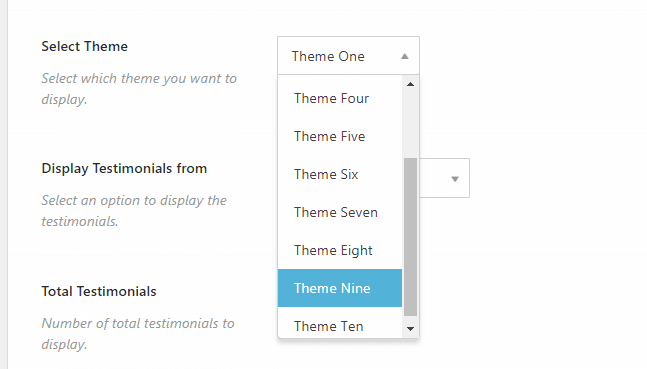 Select Theme
Theme One
Select which theme you want to
display.
Theme Four
Theme Five
Theme Six
Theme Seven
Theme Eight
Theme Nine
Theme Ten
Display Testimonials from
Select an option to display the
testimonials.
Total Testimonials
Number of total testimonials to
display.